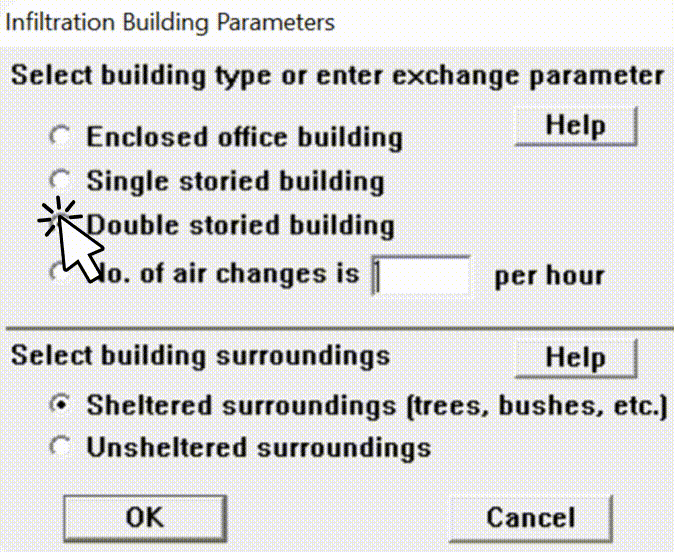 Infiltration Building Parameters
Select building type or enter exchange parameter
Enclosed office building
Help
Single storied building
Double storied building
No. of air changes is per hour
Select building surroundings
Help
Sheltered surroundings (trees, bushes, etc.)
Unsheltered surroundings
OK
Cancel